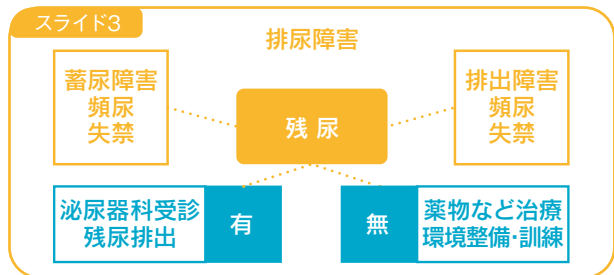 スライド3
排尿障害
蓄尿障害
頻尿
失禁
残尿
排出障害
頻尿
失禁
泌尿器科受診
残尿排出
有
無
薬物など治療
環境整備・訓練